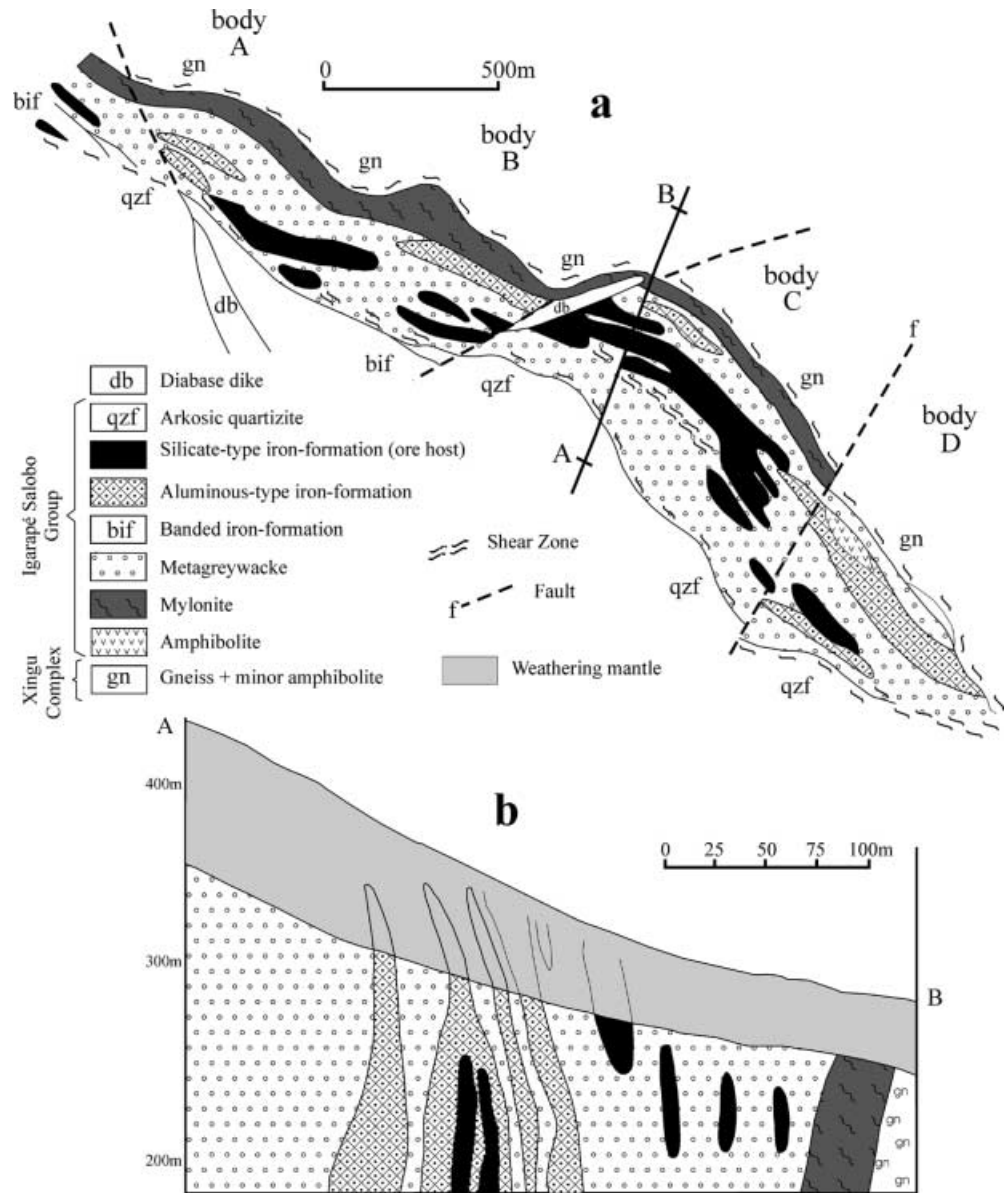 body
A
gn
0 500m
a
bif
body
B
gn
B
qzf
gn
body
C
db
db
f
bif
qzf
gn
body
D
A
db Diabase dike
qzf Arkosic quartizite
Silicate-type iron-formation (ore host)
Aluminous-type iron-formation
bif Banded iron-formation
Metagreywacke
Mylonite
Amphibolite
gn Gneiss + minor amphibolite
Igarapé Salobo
Group
Xingu
Complex
Shear Zone
f Fault
Weathering mantle
gn
qzf
qzf
A
400m
b
0 25 50 75 100m
300m
B
200m
gn
gn
gn
gn
gn